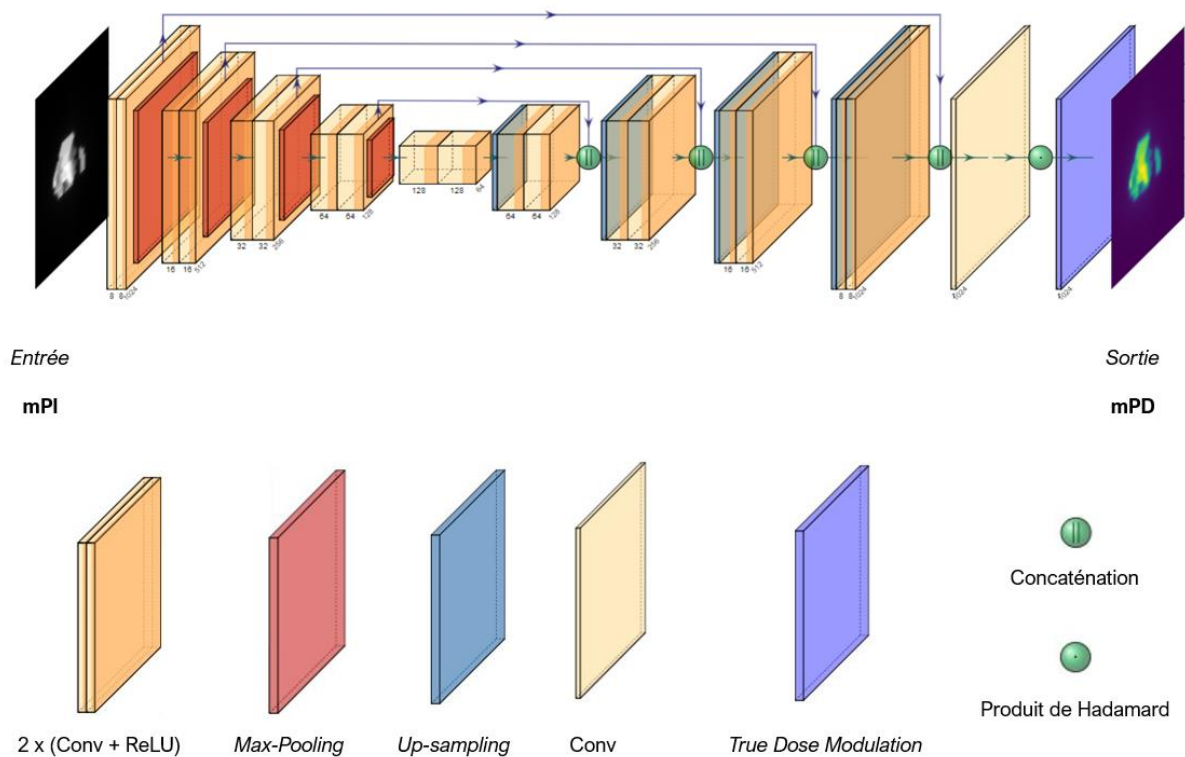 8 8 1024
16 16 512
32 32 256
64 64 128
128 128 64
64 64 128
32 32 256
16 16 512
8 8 1024
1 1024
1 1024
Entrée Sortie
mPI mPD
Concaténation
Produit de Hadamard
2 x (Conv + ReLU) Max-Pooling Up-sampling Conv True Dose Modulation